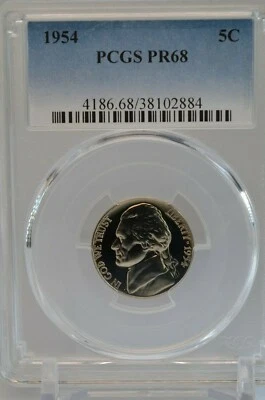 1954 5C
PCGS PR68
4186.68/38102884
IN GOD WE TRUST
LIBERTY 1954